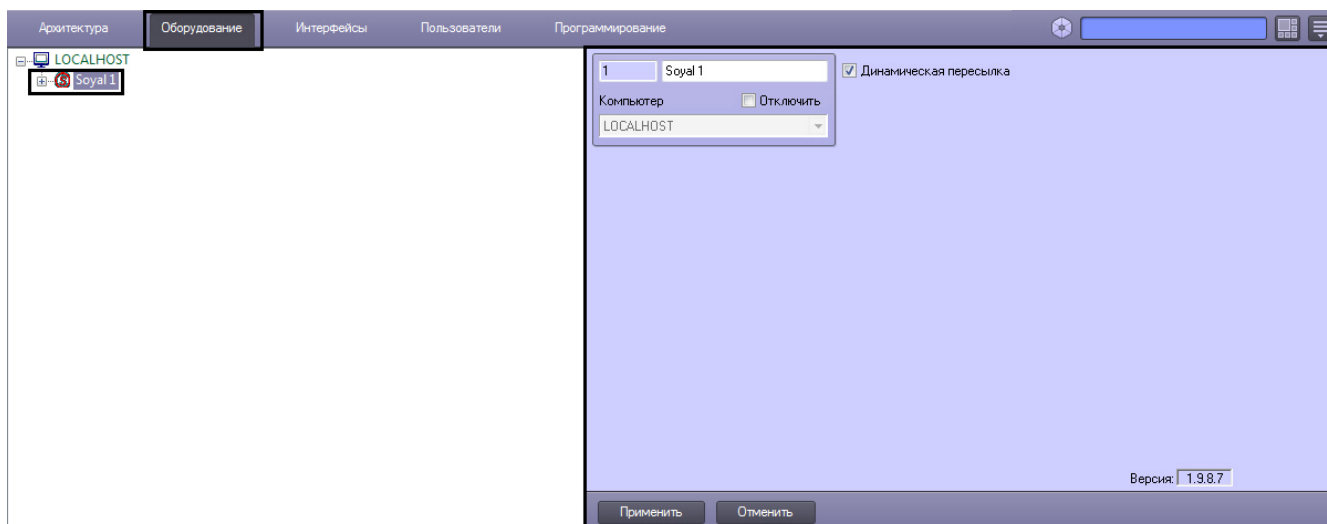 Архитектура Оборудование Интерфейсы Пользователи Программирование
LOCALHOST
Soyal 1
1 Soyal 1 Динамическая пересылка
Компьютер Отключить
LOCALHOST
Версия: 1.9.8.7
Применить Отменить